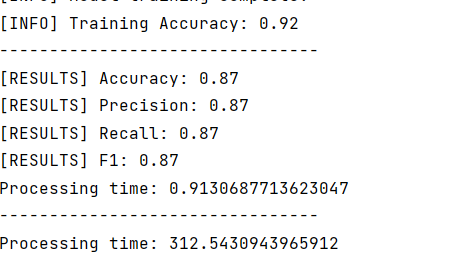 [INFO] Training Accuracy: 0.92
--------------------------------
[RESULTS] Accuracy: 0.87
[RESULTS] Precision: 0.87
[RESULTS] Recall: 0.87
[RESULTS] F1: 0.87
Processing time: 0.9130687713623047
--------------------------------
Processing time: 312.5430943965912